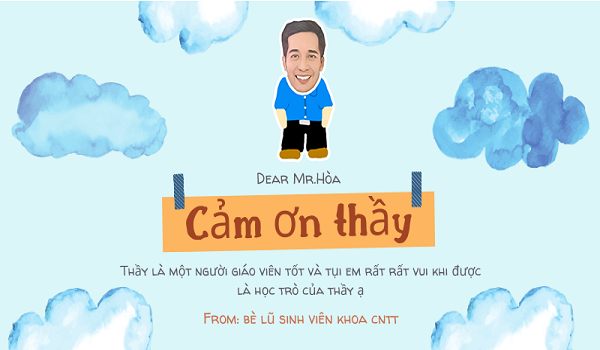 Dear Mr.Hòa
Cảm ơn thầy
Thầy là một người giáo viên tốt và tụi em rất rất vui khi được
là học trò của thầy ạ
From: bè lũ sinh viên khoa cntt